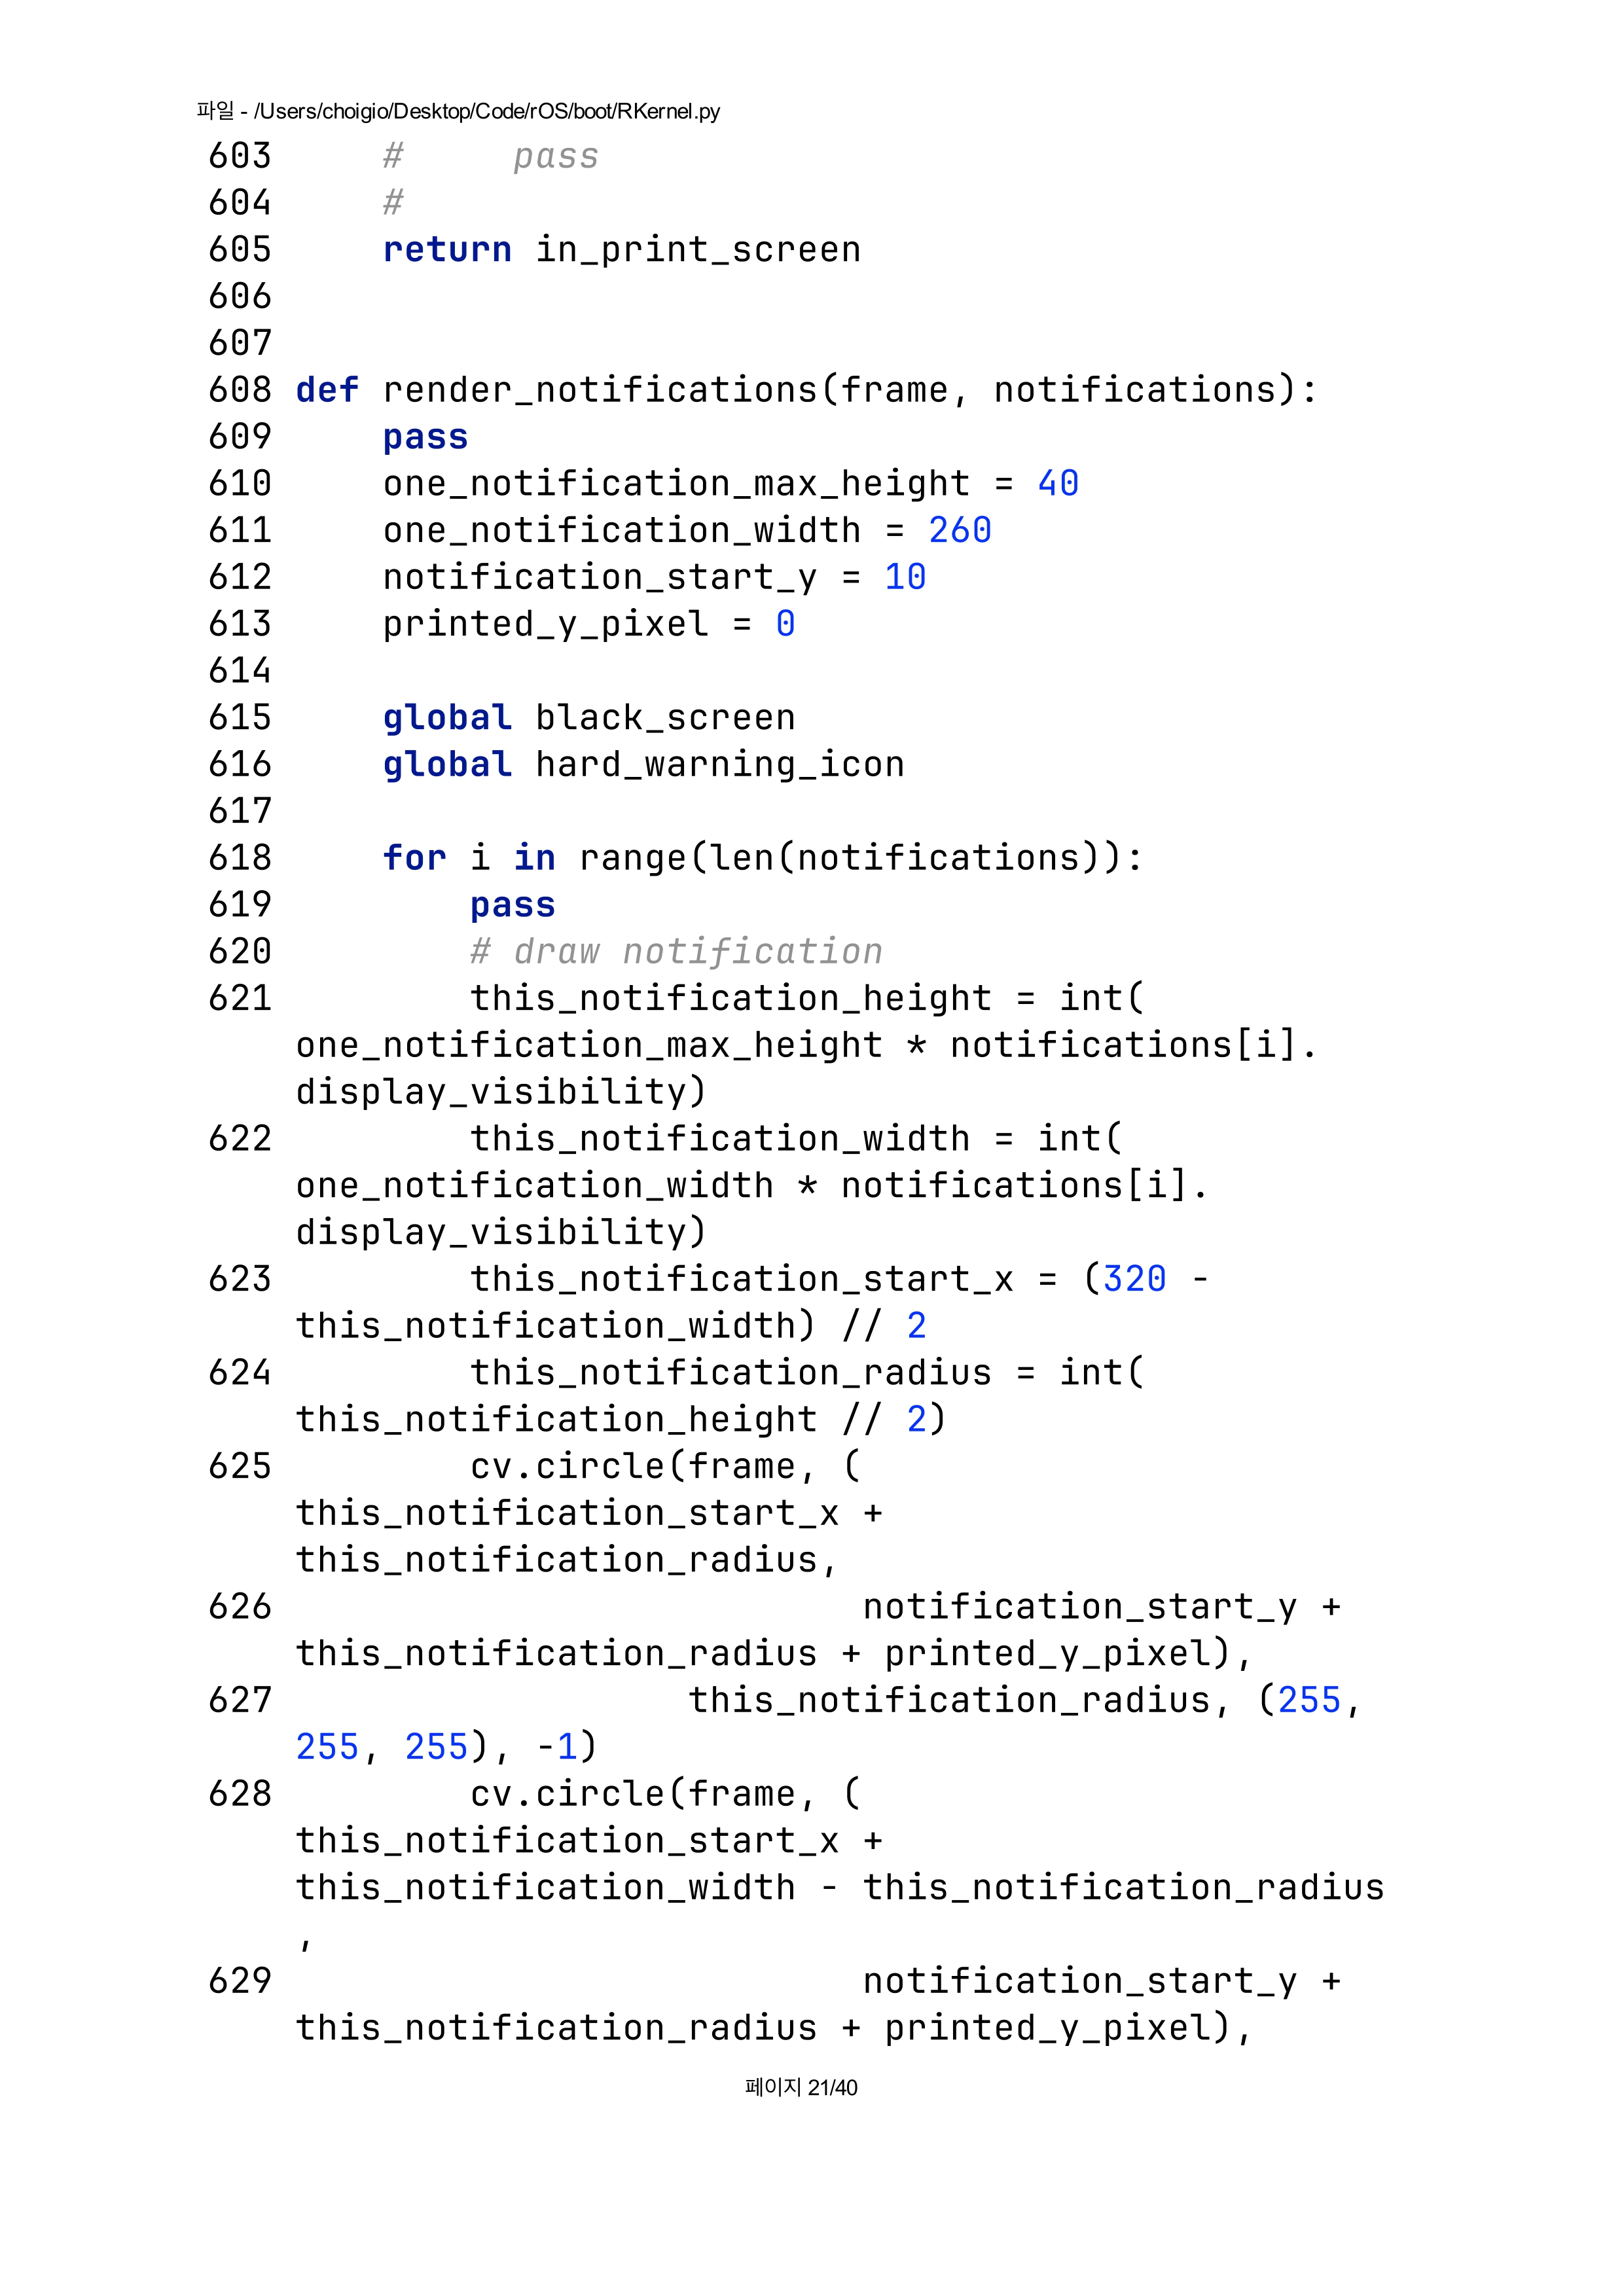 파일 - /Users/choigio/Desktop/Code/rOS/boot/RKernel.py
603     #     pass
604     #
605     return in_print_screen
606
607
608 def render_notifications(frame, notifications):
609     pass
610     one_notification_max_height = 40
611     one_notification_width = 260
612     notification_start_y = 10
613     printed_y_pixel = 0
614
615     global black_screen
616     global hard_warning_icon
617
618     for i in range(len(notifications)):
619         pass
620         # draw notification
621         this_notification_height = int(
    one_notification_max_height * notifications[i].
    display_visibility)
622         this_notification_width = int(
    one_notification_width * notifications[i].
    display_visibility)
623         this_notification_start_x = (320 -
    this_notification_width) // 2
624         this_notification_radius = int(
    this_notification_height // 2)
625         cv.circle(frame, (
    this_notification_start_x +
    this_notification_radius,
626                           notification_start_y +
    this_notification_radius + printed_y_pixel),
627                   this_notification_radius, (255,
    255, 255), -1)
628         cv.circle(frame, (
    this_notification_start_x +
    this_notification_width - this_notification_radius
    ,
629                           notification_start_y +
    this_notification_radius + printed_y_pixel),
페이지 21/40